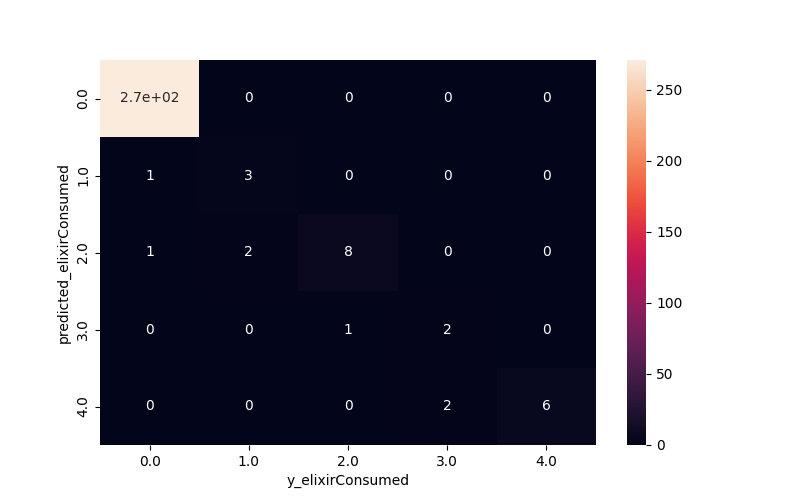 0.0 2.7e+02 0 0 0 0
1.0 1 3 0 0 0
2.0 1 2 8 0 0
3.0 0 0 1 2 0
4.0 0 0 0 2 6
0.0 1.0 2.0 3.0 4.0
y_elixirConsumed
predicted_elixirConsumed
250
200
150
100
50
0